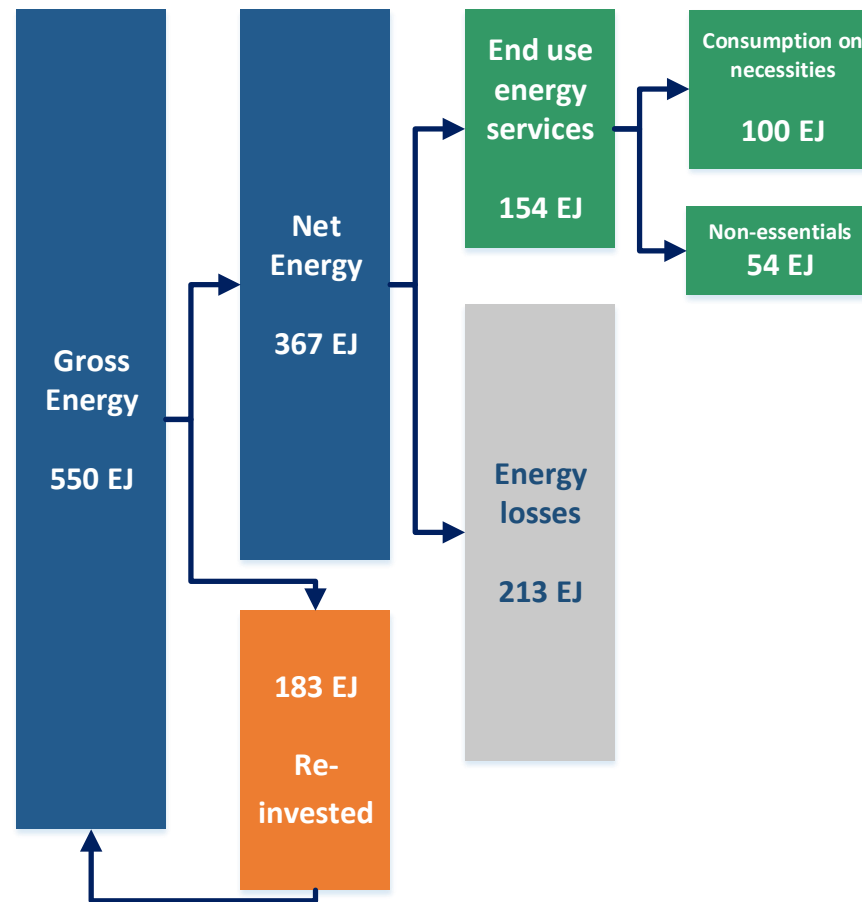 Gross
Energy
550 EJ
Net
Energy
367 EJ
183 EJ
Re-
invested
End use
energy
services
154 EJ
Energy
losses
213 EJ
Consumption on
necessities
100 EJ
Non-essentials
54 EJ